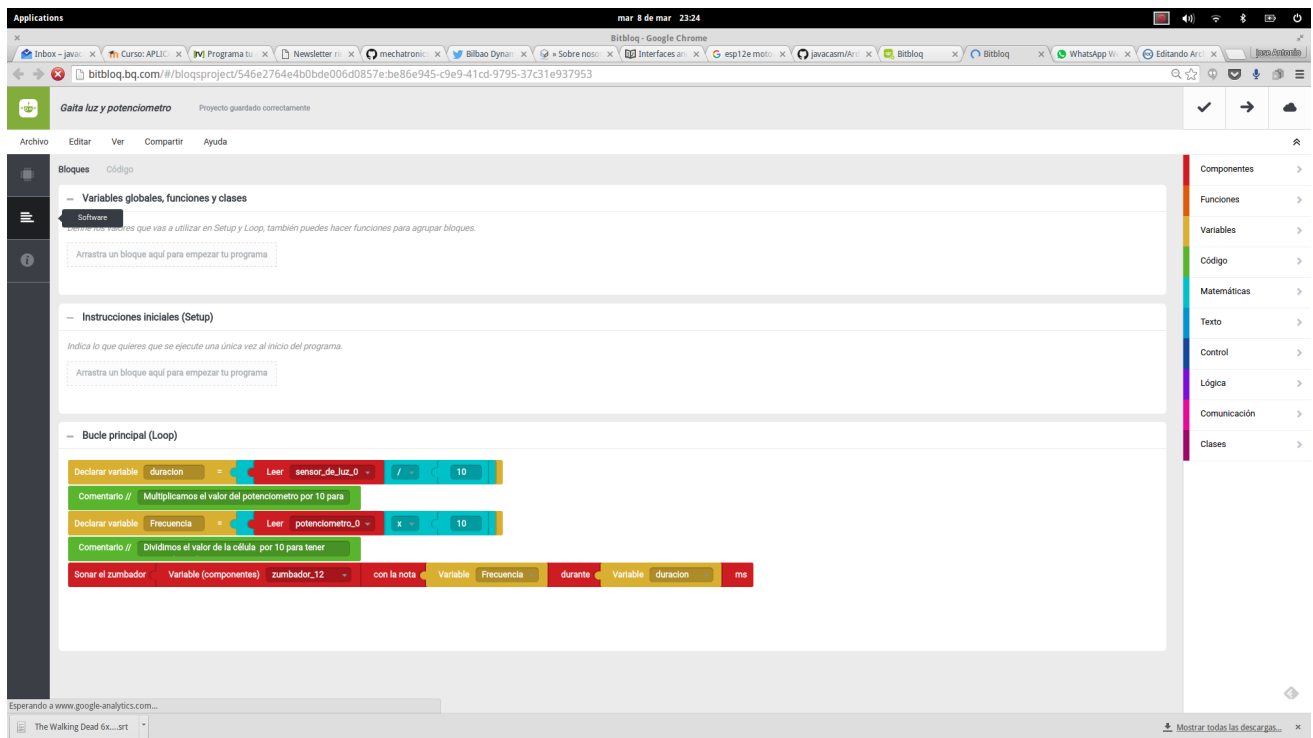 Applications
mar 8 de mar 23:24
Bitbloq - Google Chrome
Inbox – javac
Curso: APLIC
Programa tu
Newsletter
mechatronic
Bilbao Dynam
» Sobre noso
Interfaces an
esp12e moto
javacasm/Ard
Bitbloq
Bitbloq
WhatsApp We
Editando Arc
Jose Antonio
bitbloq.bq.com/#/bloqsproject/546e2764e4b0bde006d0857e:be86e945-c9e9-41cd-9795-37c31e937953
Gaita luz y potenciometro
Proyecto guardado correctamente
Archivo Editar Ver Compartir Ayuda
Bloques Código
– Variables globales, funciones y clases
Software
Define los valores que vas a utilizar en Setup y Loop, también puedes hacer funciones para agrupar bloques.
Arrastra un bloque aquí para empezar tu programa
– Instrucciones iniciales (Setup)
Indica lo que quieres que se ejecute una única vez al inicio del programa.
Arrastra un bloque aquí para empezar tu programa
– Bucle principal (Loop)
Declarar variable duracion = Leer sensor_de_luz_0 / 10
Comentario // Multiplicamos el valor del potenciometro por 10 para
Declarar variable Frecuencia = Leer potenciometro_0 x 10
Comentario // Dividimos el valor de la célula por 10 para tener
Sonar el zumbador Variable (componentes) zumbador_12 con la nota Variable Frecuencia durante Variable duracion ms
Componentes
Funciones
Variables
Código
Matemáticas
Texto
Control
Lógica
Comunicación
Clases
Esperando a www.google-analytics.com...
The Walking Dead 6x....srt
Mostrar todas las descargas...